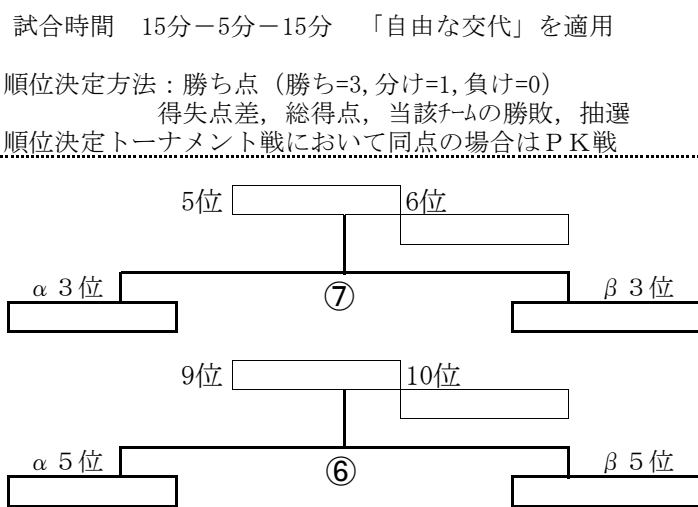 試合時間　15分－5分－15分　「自由な交代」を適用
順位決定方法：勝ち点（勝ち=3,分け=1,負け=0）
得失点差，総得点，当該ﾁｰﾑの勝敗，抽選
順位決定トーナメント戦において同点の場合はＰＫ戦
5位　6位
α３位　β３位
⑦
9位　10位
α５位　β５位
⑥